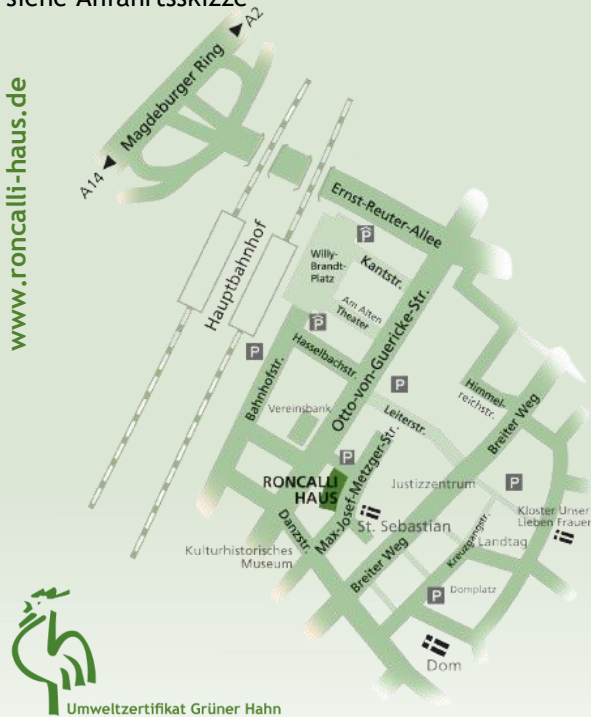 siehe Anfahrtsskizze
A2
Magdeburger Ring
A14
www.roncalli-haus.de
Ernst-Reuter-Allee
Hauptbahnhof
P
Willy-
Brandt-
Platz
Kantstr.
Am Alten
Theater
P
P
Hasselbachstr.
Otto-von-Guericke-Str.
Bahnhofstr.
P
Himmel-
reichstr.
Vereinsbank
Leiterstr.
Breiter Weg
P
RONCALLI
HAUS
Max-Josef-Metzger-Str.
Justizzentrum
P
St. Sebastian
Kloster Unser
Lieben Frauen
Danzstr.
Kulturhistorisches
Museum
Breiter Weg
Kreuzgangstr.
Landtag
P
Domplatz
Dom
Umweltzertifikat Grüner Hahn